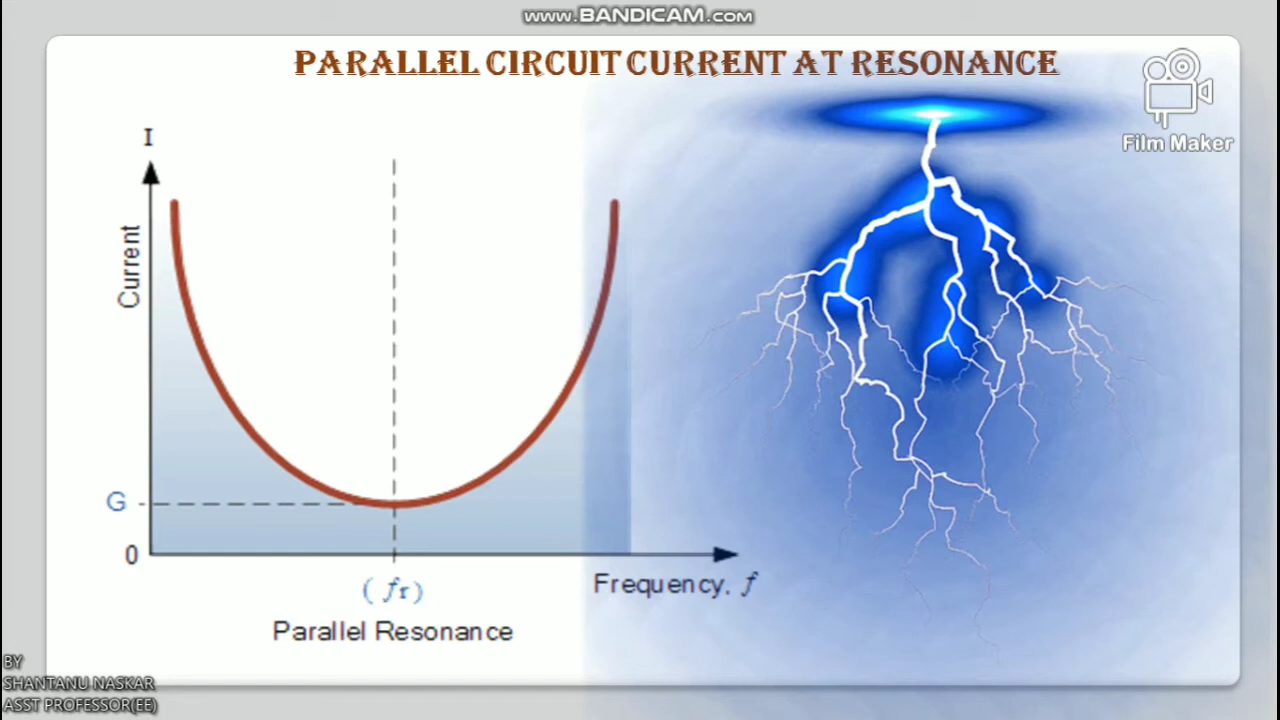 www.BANDICAM.com
PARALLEL CIRCUIT CURRENT AT RESONANCE
Film Maker
I
Current
G
0
(fr)
Frequency, f
Parallel Resonance
BY
SHANTANU NASKAR
ASST PROFESSOR(EE)